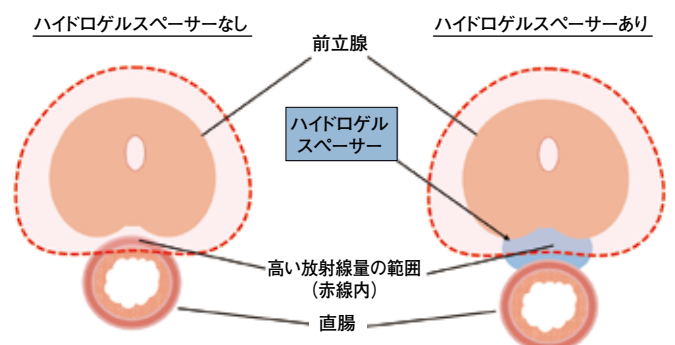 ハイドロゲルスペーサーなし
ハイドロゲルスペーサーあり
前立腺
ハイドロゲル
スペーサー
高い放射線量の範囲
（赤線内）
直腸